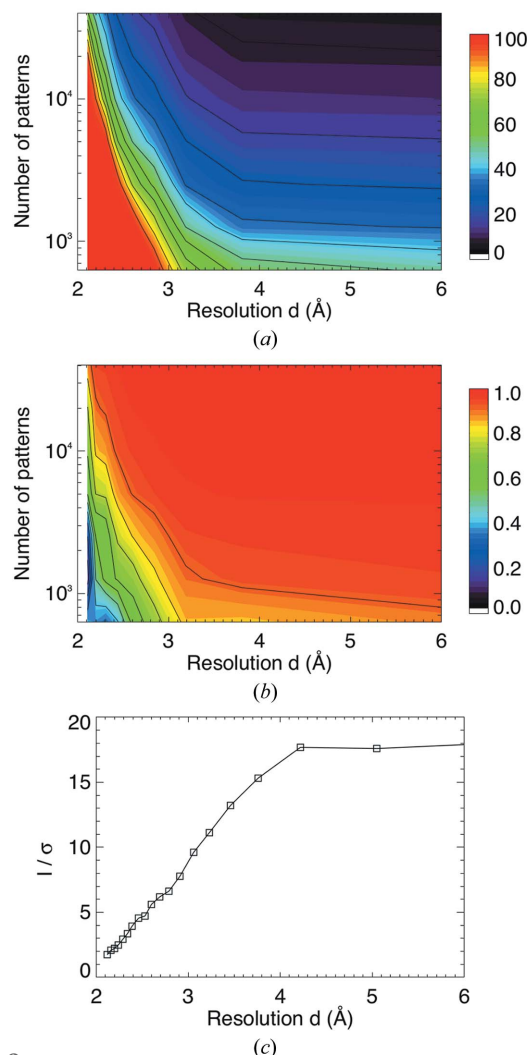 Number of patterns
10⁴
10³
2 3 4 5 6
Resolution d (Å)
100
80
60
40
20
0
(a)
Number of patterns
10⁴
10³
2 3 4 5 6
Resolution d (Å)
1.0
0.8
0.6
0.4
0.2
0.0
(b)
I / σ
20
15
10
5
0
2 3 4 5 6
Resolution d (Å)
(c)